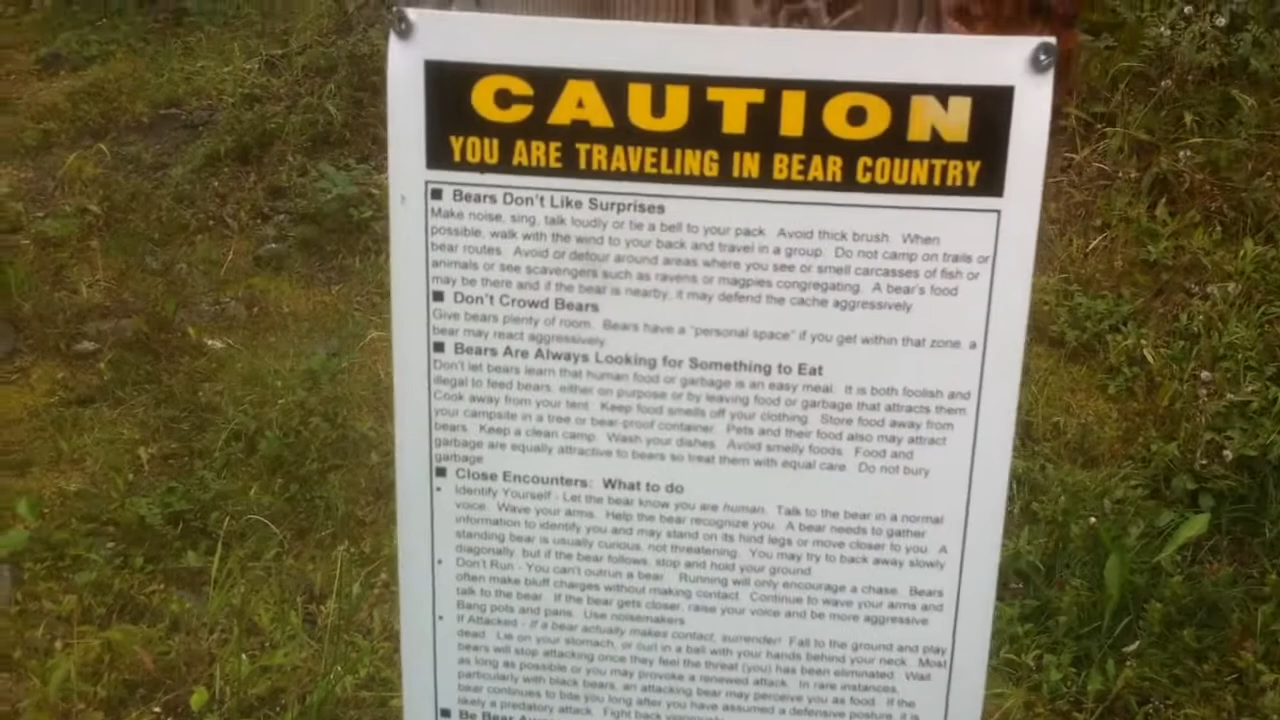 CAUTION
YOU ARE TRAVELING IN BEAR COUNTRY
■ Bears Don't Like Surprises
Make noise, sing, talk loudly or tie a bell to your pack. Avoid thick brush. When
possible, walk with the wind to your back and travel in a group. Do not camp on trails or
bear routes. Avoid or detour around areas where you see or smell carcasses of fish or
animals or see scavengers such as ravens or magpies congregating. A bear's food
may be there and if the bear is nearby, it may defend the cache aggressively.
■ Don't Crowd Bears
Give bears plenty of room. Bears have a "personal space" if you get within that zone, a
bear may react aggressively.
■ Bears Are Always Looking for Something to Eat
Don't let bears learn that human food or garbage is an easy meal. It is both foolish and
illegal to feed bears, either on purpose or by leaving food or garbage that attracts them.
Cook away from your tent. Keep food smells off your clothing. Store food away from
your campsite in a tree or bear-proof container. Pets and their food also may attract
bears. Keep a clean camp. Wash your dishes. Avoid smelly foods. Food and
garbage are equally attractive to bears so treat them with equal care. Do not bury
garbage.
■ Close Encounters: What to do
• Identify Yourself - Let the bear know you are human. Talk to the bear in a normal
voice. Wave your arms. Help the bear recognize you. A bear needs to gather
information to identify you and may stand on its hind legs or move closer to you. A
standing bear is usually curious, not threatening. You may try to back away slowly
diagonally, but if the bear follows, stop and hold your ground.
• Don't Run - You can't outrun a bear. Running will only encourage a chase. Bears
often make bluff charges without making contact. Continue to wave your arms and
talk to the bear. If the bear gets closer, raise your voice and be more aggressive.
Bang pots and pans. Use noisemakers.
• If Attacked - If a bear actually makes contact, surrender! Fall to the ground and play
dead. Lie on your stomach, or curl in a ball with your hands behind your neck. Most
bears will stop attacking once they feel the threat (you) has been eliminated. Wait
as long as possible or you may provoke a renewed attack. In rare instances,
particularly with black bears, an attacking bear may perceive you as food. If the
bear continues to bite you long after you have assumed a defensive posture, it is
likely a predatory attack. Fight back vigorously.
■ Be Bear